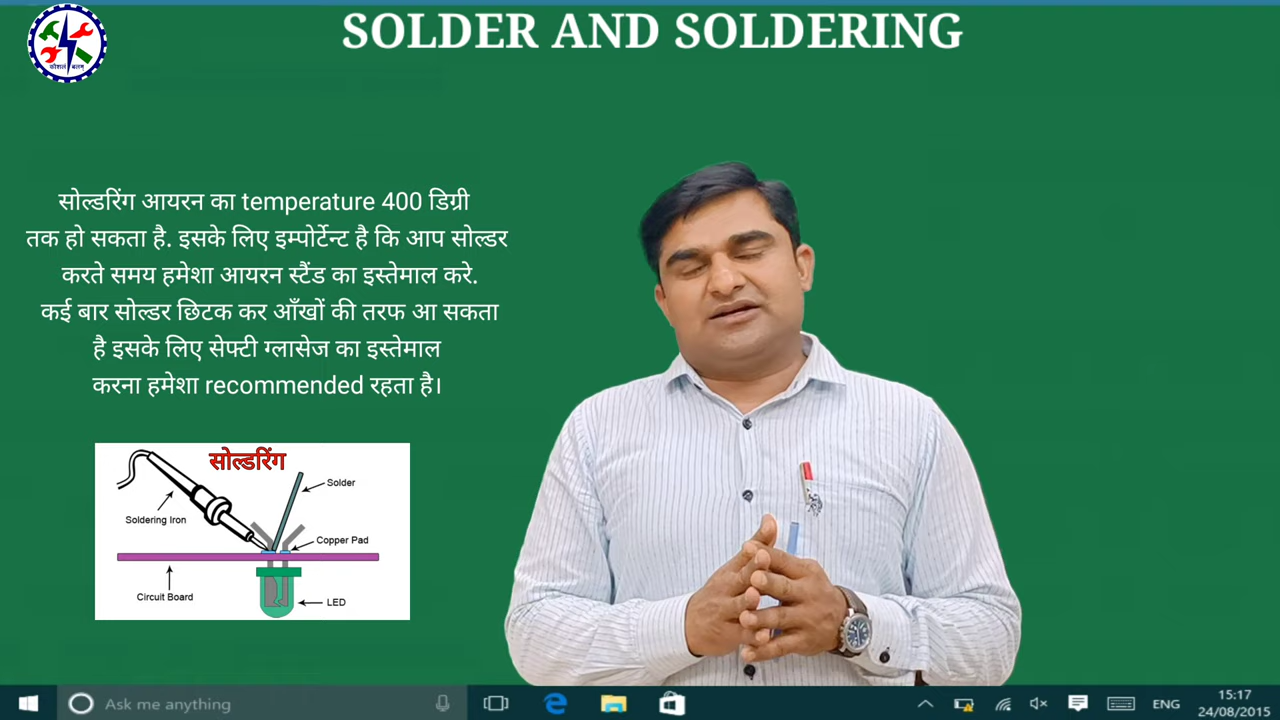 SOLDER AND SOLDERING
कौशलं बलम्
सोल्डरिंग आयरन का temperature 400 डिग्री
तक हो सकता है. इसके लिए इम्पोर्टेन्ट है कि आप सोल्डर
करते समय हमेशा आयरन स्टैंड का इस्तेमाल करे.
कई बार सोल्डर छिटक कर आँखों की तरफ आ सकता
है इसके लिए सेफ्टी ग्लासेज का इस्तेमाल
करना हमेशा recommended रहता है।
सोल्डरिंग
Solder
Soldering Iron
Copper Pad
Circuit Board
LED
Ask me anything
ENG
15:17
24/08/2015